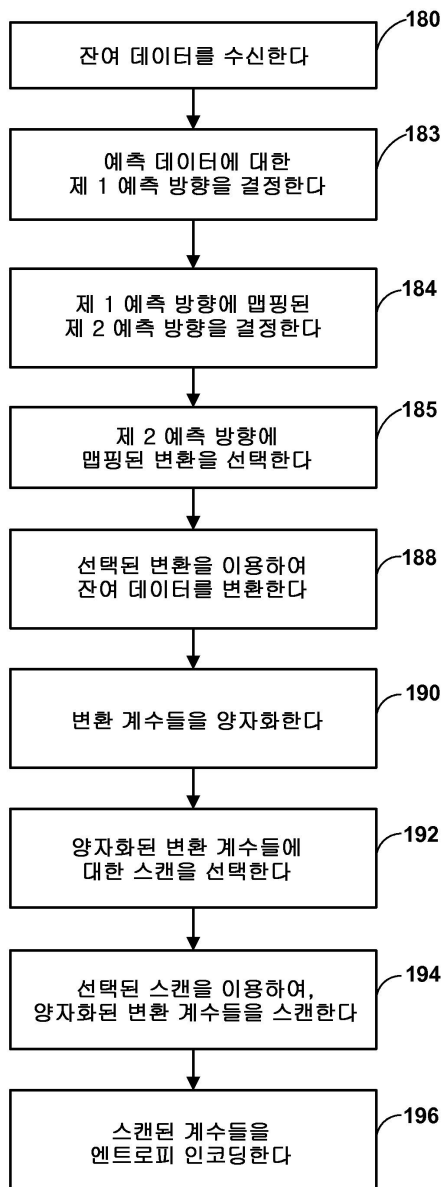 180
잔여 데이터를 수신한다
183
예측 데이터에 대한
제 1 예측 방향을 결정한다
184
제 1 예측 방향에 맵핑된
제 2 예측 방향을 결정한다
185
제 2 예측 방향에
맵핑된 변환을 선택한다
188
선택된 변환을 이용하여
잔여 데이터를 변환한다
190
변환 계수들을 양자화한다
192
양자화된 변환 계수들에
대한 스캔을 선택한다
194
선택된 스캔을 이용하여,
양자화된 변환 계수들을 스캔한다
196
스캔된 계수들을
엔트로피 인코딩한다